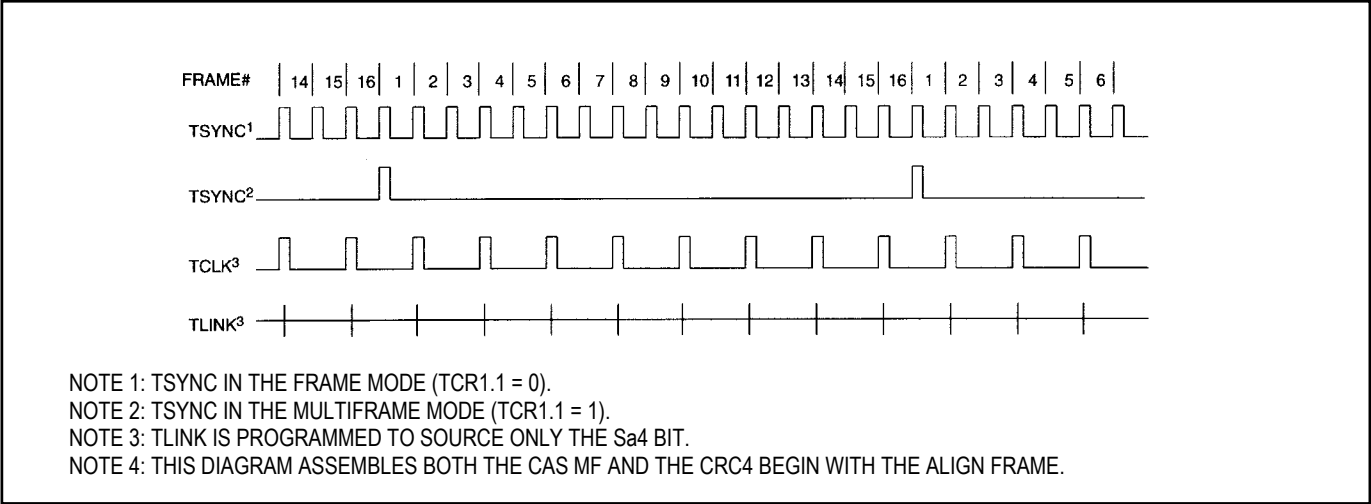 FRAME# 14 15 16 1 2 3 4 5 6 7 8 9 10 11 12 13 14 15 16 1 2 3 4 5 6
TSYNC¹
TSYNC²
TCLK³
TLINK³
NOTE 1: TSYNC IN THE FRAME MODE (TCR1.1 = 0).
NOTE 2: TSYNC IN THE MULTIFRAME MODE (TCR1.1 = 1).
NOTE 3: TLINK IS PROGRAMMED TO SOURCE ONLY THE Sa4 BIT.
NOTE 4: THIS DIAGRAM ASSEMBLES BOTH THE CAS MF AND THE CRC4 BEGIN WITH THE ALIGN FRAME.